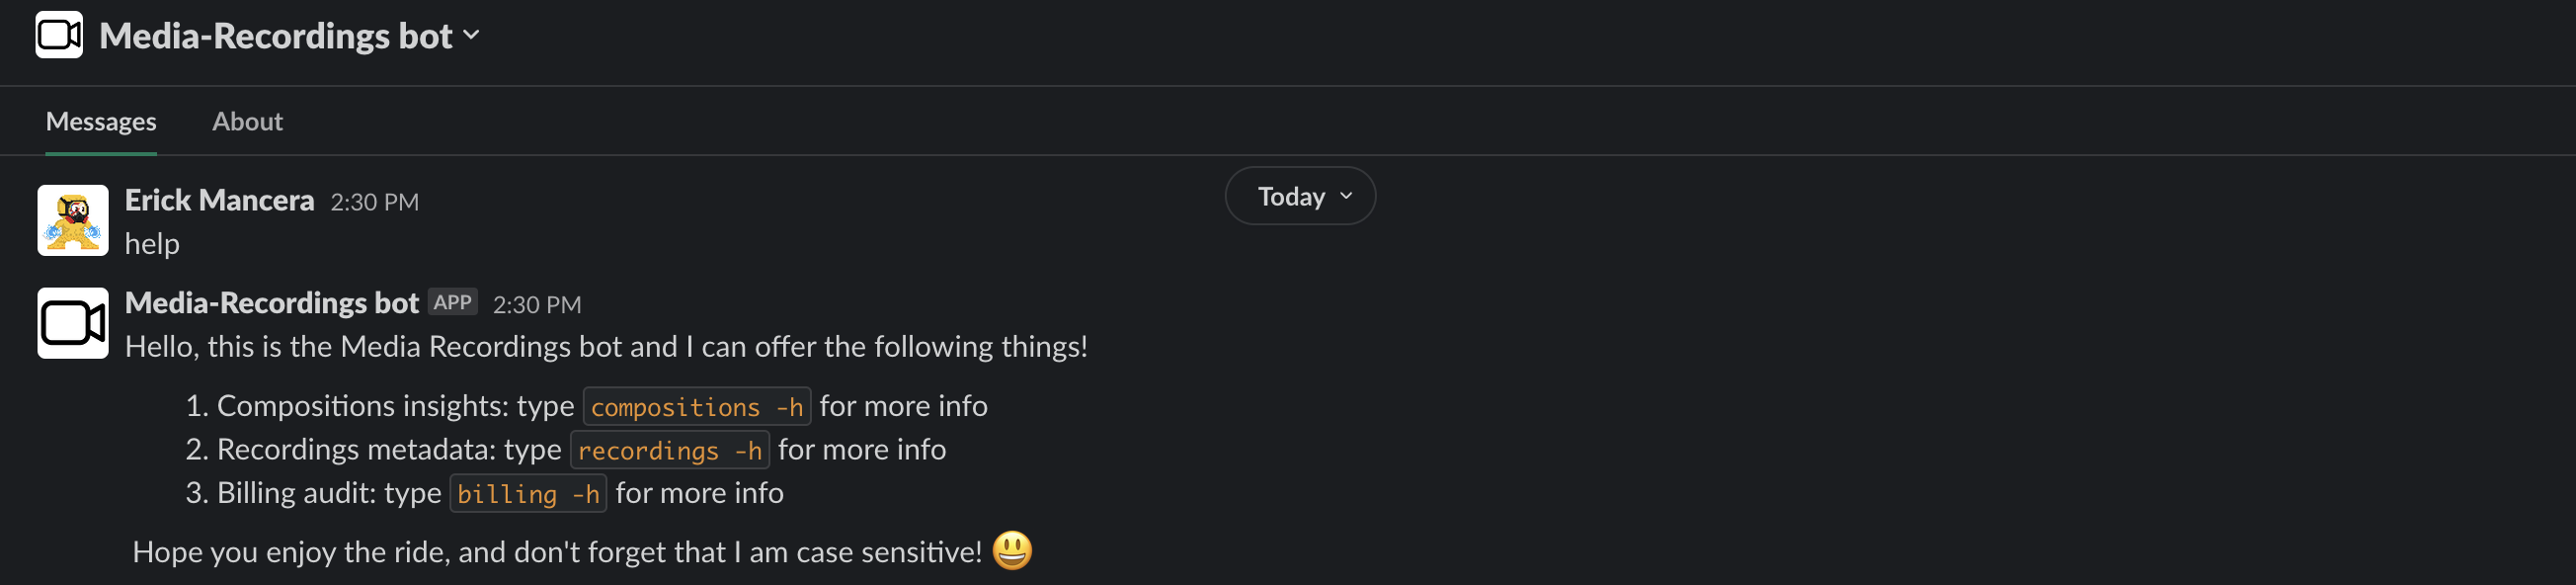 Media-Recordings bot
Messages About
Today
Erick Mancera 2:30 PM
help
Media-Recordings bot APP 2:30 PM
Hello, this is the Media Recordings bot and I can offer the following things!
1. Compositions insights: type compositions -h for more info
2. Recordings metadata: type recordings -h for more info
3. Billing audit: type billing -h for more info
Hope you enjoy the ride, and don't forget that I am case sensitive! 😃